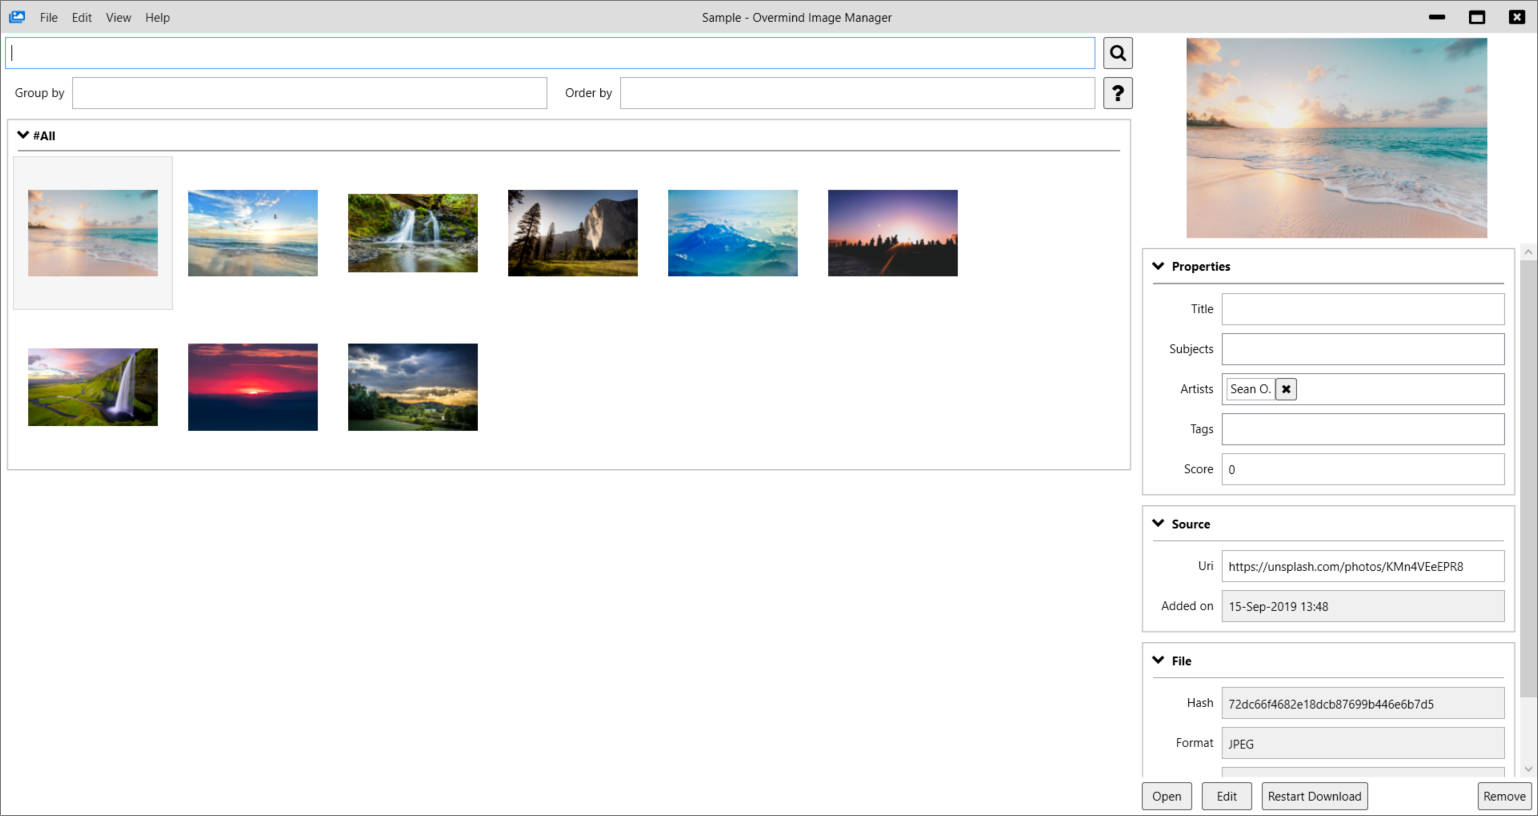 File Edit View Help
Sample - Overmind Image Manager
Group by
Order by
?
#All
Properties
Title
Subjects
Artists Sean O.
Tags
Score 0
Source
Uri https://unsplash.com/photos/KMn4VEeEPR8
Added on 15-Sep-2019 13:48
File
Hash 72dc66f4682e18dcb87699b446e6b7d5
Format JPEG
Open Edit Restart Download Remove